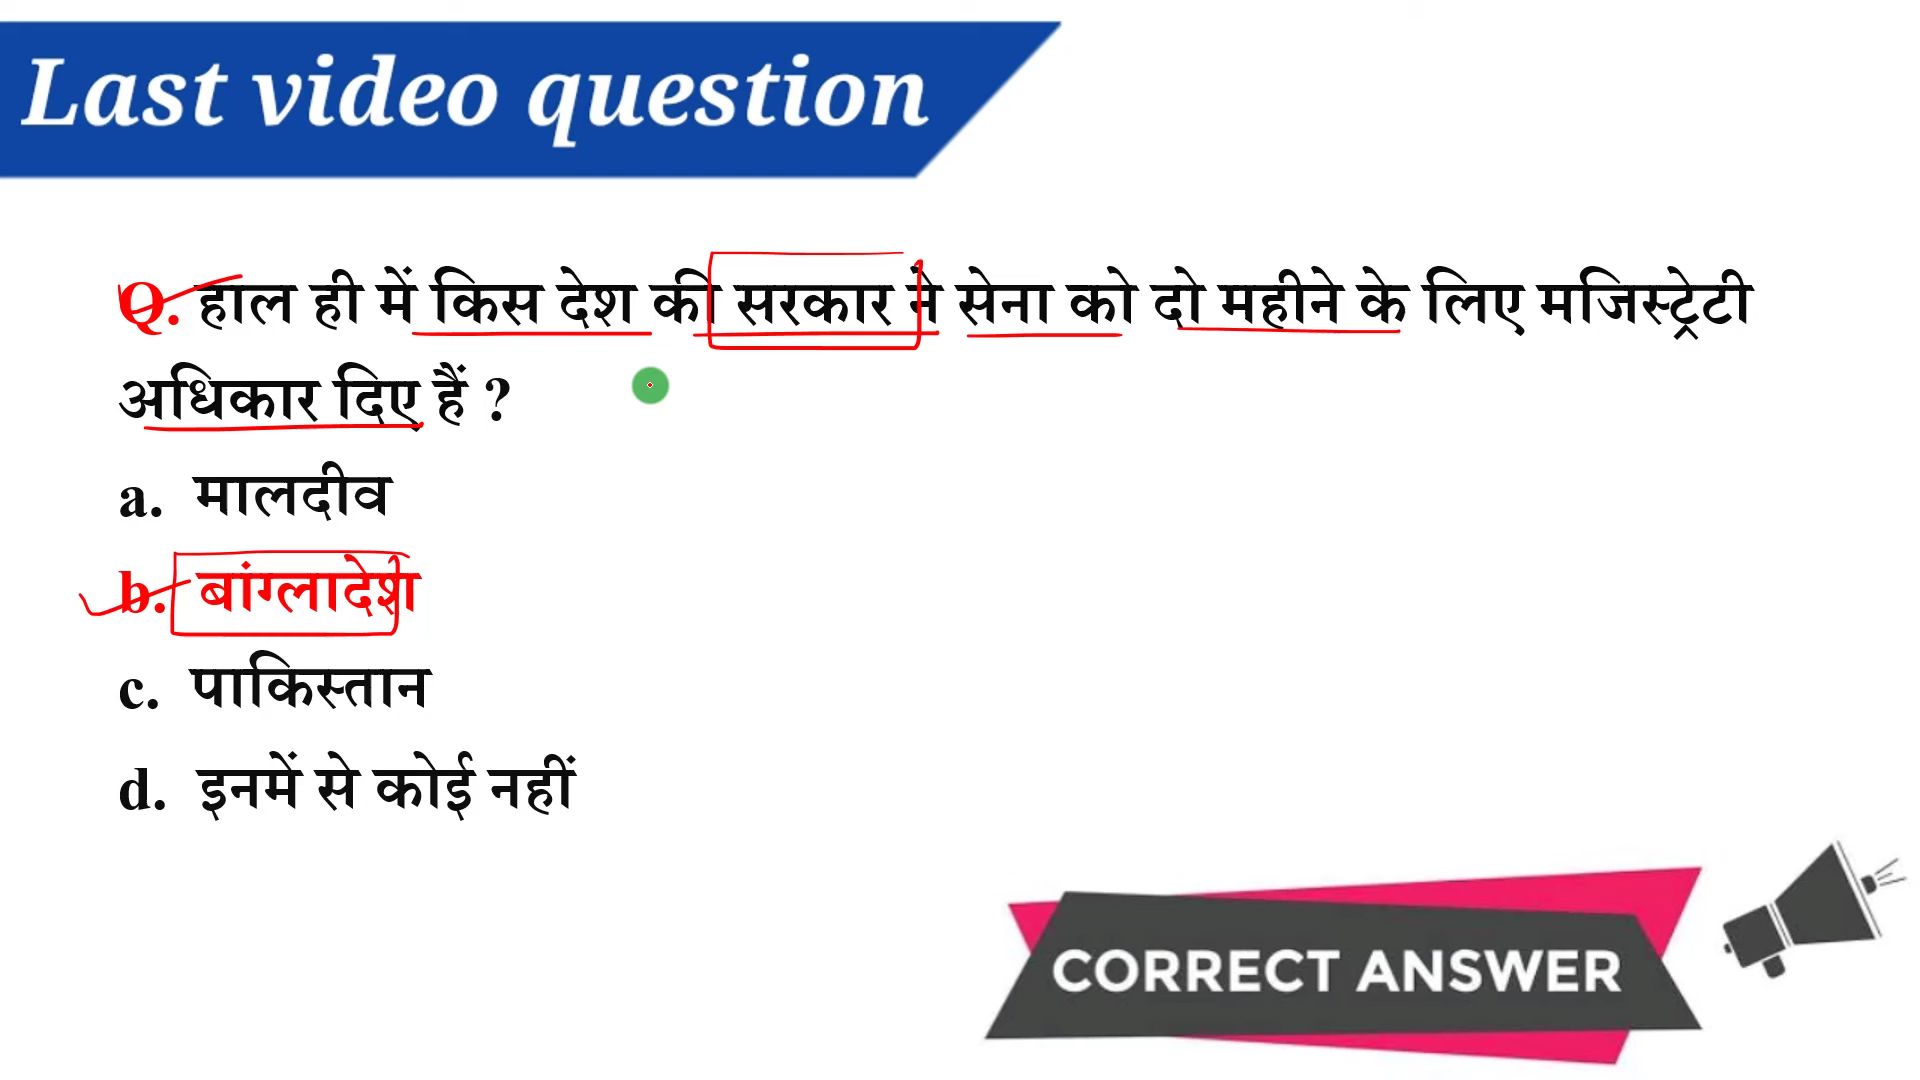 Last video question
Q. हाल ही में किस देश की सरकार ने सेना को दो महीने के लिए मजिस्ट्रेटी
अधिकार दिए हैं ?
a. मालदीव
b. बांग्लादेश
c. पाकिस्तान
d. इनमें से कोई नहीं
CORRECT ANSWER